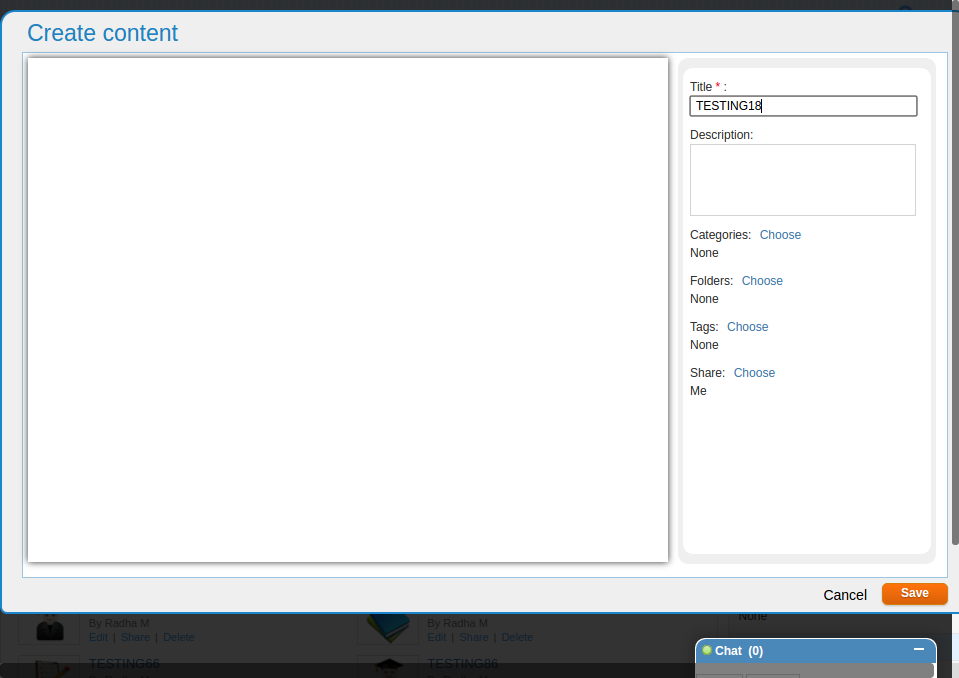 Create content
Title * :
TESTING18
Description:
Categories: Choose
None
Folders: Choose
None
Tags: Choose
None
Share: Choose
Me
Cancel Save
By Radha M By Radha M None
Edit | Share | Delete Edit | Share | Delete
Chat (0)
TESTING66 TESTING86